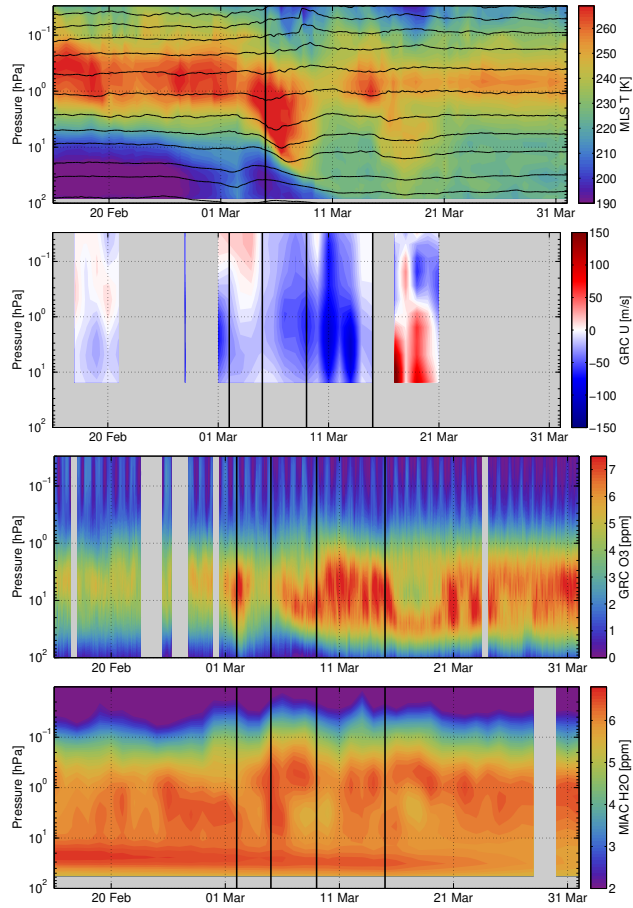 10⁻¹
10⁰
10¹
10²
Pressure [hPa]
20 Feb
01 Mar
11 Mar
21 Mar
31 Mar
260
250
240
230
220
210
200
190
MLS T [K]
10⁻¹
10⁰
10¹
10²
Pressure [hPa]
20 Feb
01 Mar
11 Mar
21 Mar
31 Mar
150
100
50
0
−50
−100
−150
GRC U [m/s]
10⁻¹
10⁰
10¹
10²
Pressure [hPa]
20 Feb
01 Mar
11 Mar
21 Mar
31 Mar
7
6
5
4
3
2
1
0
GRC O3 [ppm]
10⁻¹
10⁰
10¹
10²
Pressure [hPa]
20 Feb
01 Mar
11 Mar
21 Mar
31 Mar
6
5
4
3
2
MIAC H2O [ppm]